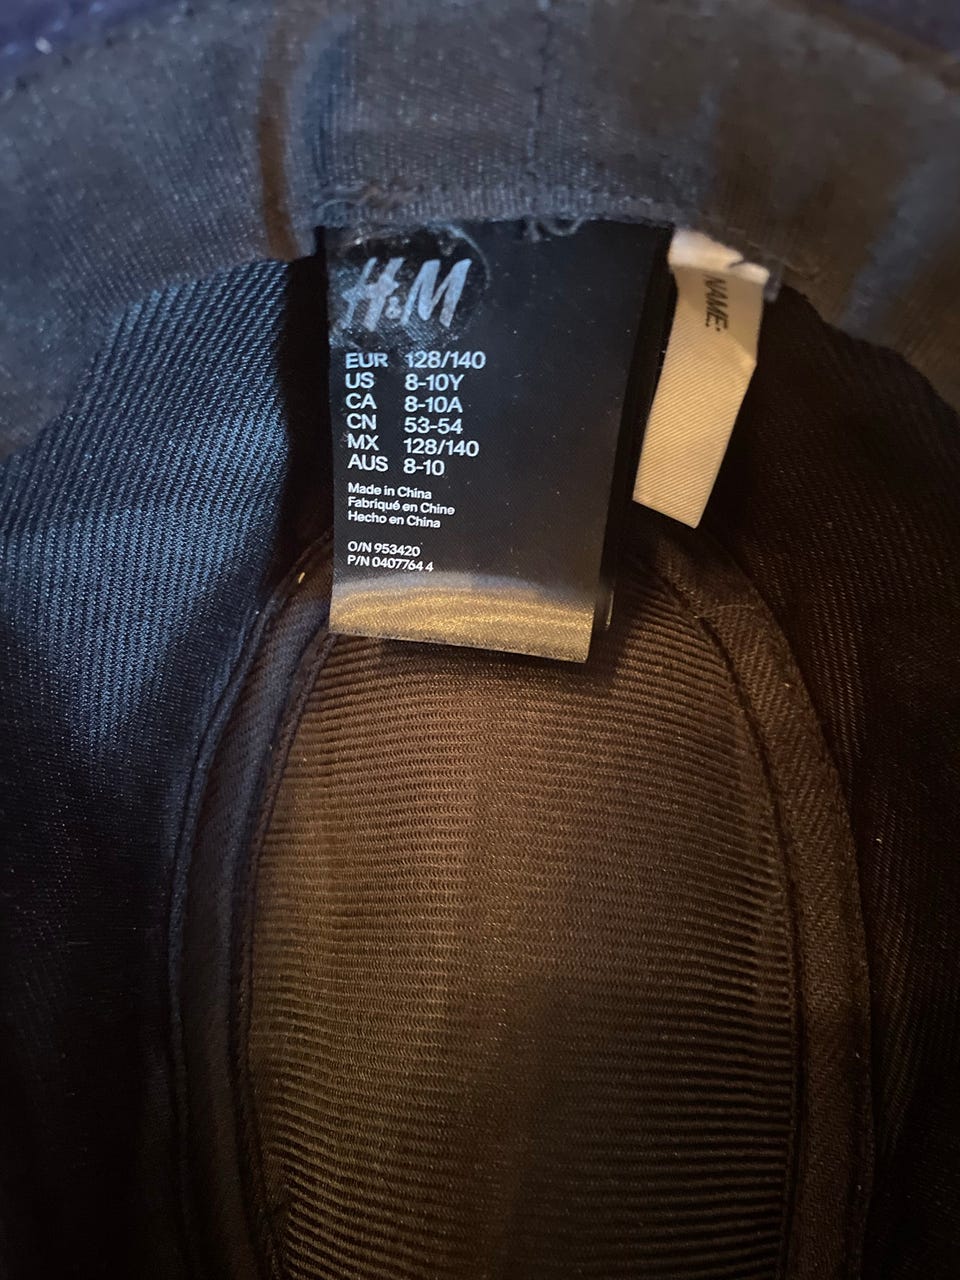 H&M
EUR 128/140
US 8-10Y
CA 8-10A
CN 53-54
MX 128/140
AUS 8-10
Made in China
Fabriqué en Chine
Hecho en China
O/N 953420
P/N 0407764 4
NAME: